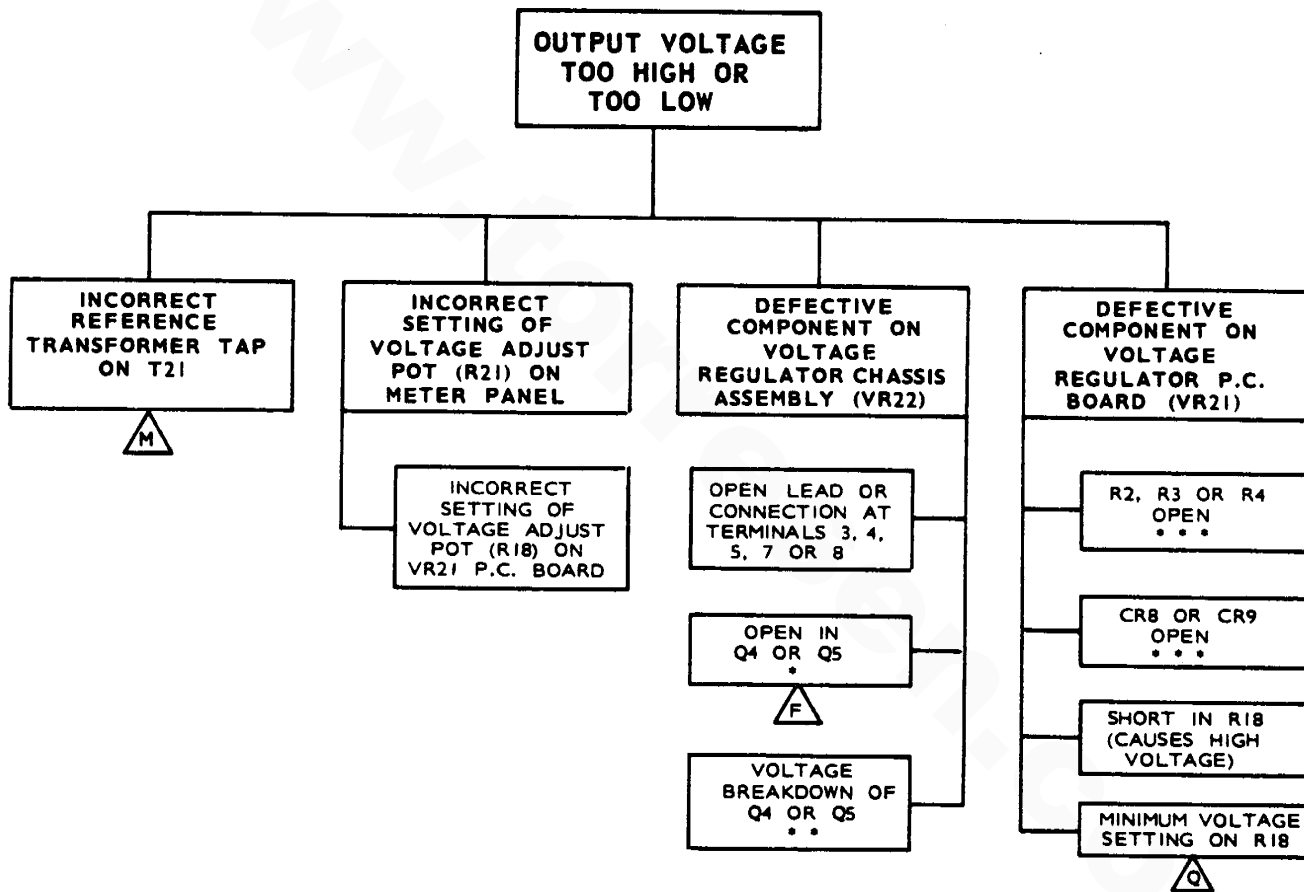 OUTPUT VOLTAGE
TOO HIGH OR
TOO LOW
INCORRECT
REFERENCE
TRANSFORMER TAP
ON T21
M
INCORRECT
SETTING OF
VOLTAGE ADJUST
POT (R21) ON
METER PANEL
INCORRECT
SETTING OF
VOLTAGE ADJUST
POT (R18) ON
VR21 P.C. BOARD
DEFECTIVE
COMPONENT ON
VOLTAGE
REGULATOR CHASSIS
ASSEMBLY (VR22)
OPEN LEAD OR
CONNECTION AT
TERMINALS 3, 4,
5, 7 OR 8
OPEN IN
Q4 OR Q5
*
F
VOLTAGE
BREAKDOWN OF
Q4 OR Q5
* *
DEFECTIVE
COMPONENT ON
VOLTAGE
REGULATOR P.C.
BOARD (VR21)
R2, R3 OR R4
OPEN
* * *
CR8 OR CR9
OPEN
* * *
SHORT IN R18
(CAUSES HIGH
VOLTAGE)
MINIMUM VOLTAGE
SETTING ON R18
Q